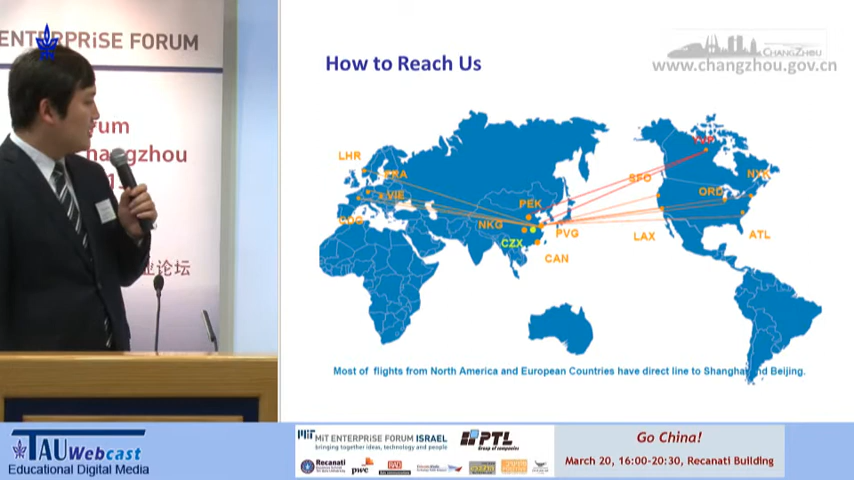 ENTERPRISE FORUM
rum
hangzhou
业论坛
How to Reach Us
CHANGZHOU
www.changzhou.gov.cn
LHR
FRA
VIE
CDG
PEK
NKG
CZX
PVG
CAN
SFO
NYK
ORD
LAX
ATL
Most of flights from North America and European Countries have direct line to Shanghai and Beijing.
TAU Webcast
Educational Digital Media
MIT ENTERPRISE FORUM ISRAEL
bringing together ideas, technology and people
PTL
Group of companies
Recanati
pwc
Go China!
March 20, 16:00-20:30, Recanati Building